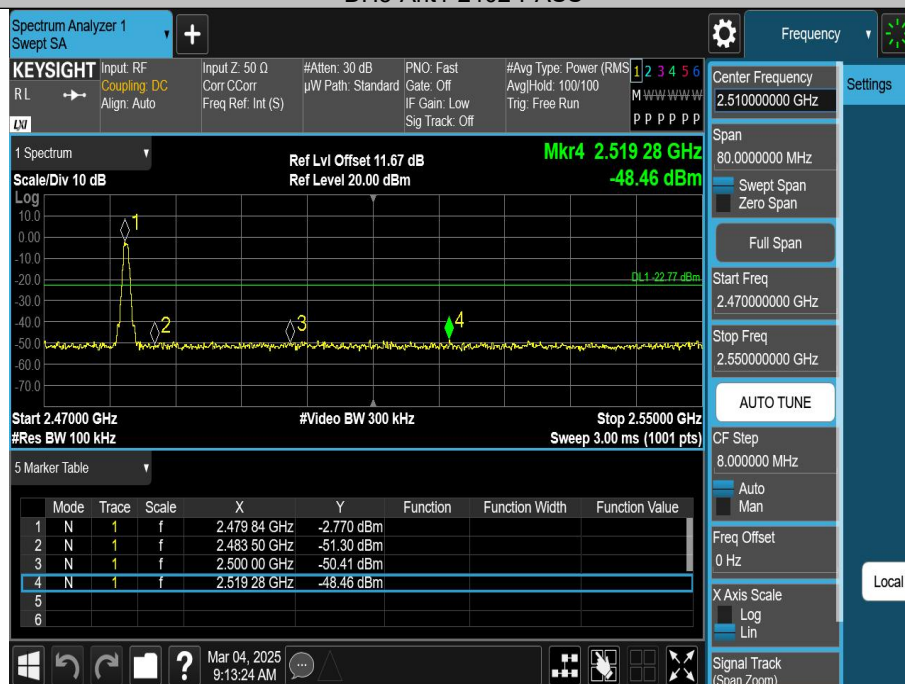 Spectrum Analyzer 1
Swept SA
+
Frequency
KEYSIGHT
RL
LXI
Input: RF
Coupling: DC
Align: Auto
Input Z: 50 Ω
Corr CCorr
Freq Ref: Int (S)
#Atten: 30 dB
µW Path: Standard
PNO: Fast
Gate: Off
IF Gain: Low
Sig Track: Off
#Avg Type: Power (RMS
Avg|Hold: 100/100
Trig: Free Run
1 2 3 4 5 6
M W W W W W
P P P P P P
1 Spectrum
Scale/Div 10 dB
Ref Lvl Offset 11.67 dB
Ref Level 20.00 dBm
Mkr4 2.519 28 GHz
-48.46 dBm
Log
10.0
0.00
-10.0
-20.0
-30.0
-40.0
-50.0
-60.0
-70.0
1
2
3
4
DL1 -22.77 dBm
Start 2.47000 GHz
#Res BW 100 kHz
#Video BW 300 kHz
Stop 2.55000 GHz
Sweep 3.00 ms (1001 pts)
5 Marker Table
Mode Trace Scale X Y Function Function Width Function Value
1 N 1 f 2.479 84 GHz -2.770 dBm
2 N 1 f 2.483 50 GHz -51.30 dBm
3 N 1 f 2.500 00 GHz -50.41 dBm
4 N 1 f 2.519 28 GHz -48.46 dBm
5
6
?
Mar 04, 2025
9:13:24 AM
Center Frequency
2.510000000 GHz
Settings
Span
80.0000000 MHz
Swept Span
Zero Span
Full Span
Start Freq
2.470000000 GHz
Stop Freq
2.550000000 GHz
AUTO TUNE
CF Step
8.000000 MHz
Auto
Man
Freq Offset
0 Hz
Local
X Axis Scale
Log
Lin
Signal Track
(Span Zoom)